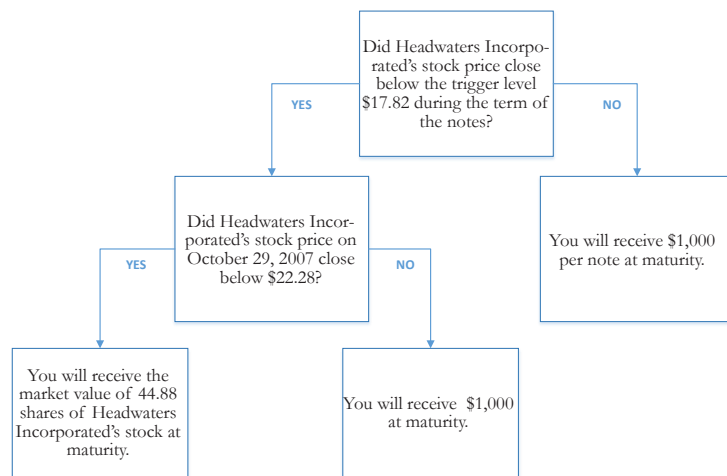 Did Headwaters Incorpo-
rated's stock price close
below the trigger level
$17.82 during the term of
the notes?
YES
NO
Did Headwaters Incor-
porated's stock price on
October 29, 2007 close
below $22.28?
You will receive $1,000
per note at maturity.
YES
NO
You will receive the
market value of 44.88
shares of Headwaters
Incorporated's stock at
maturity.
You will receive $1,000
at maturity.